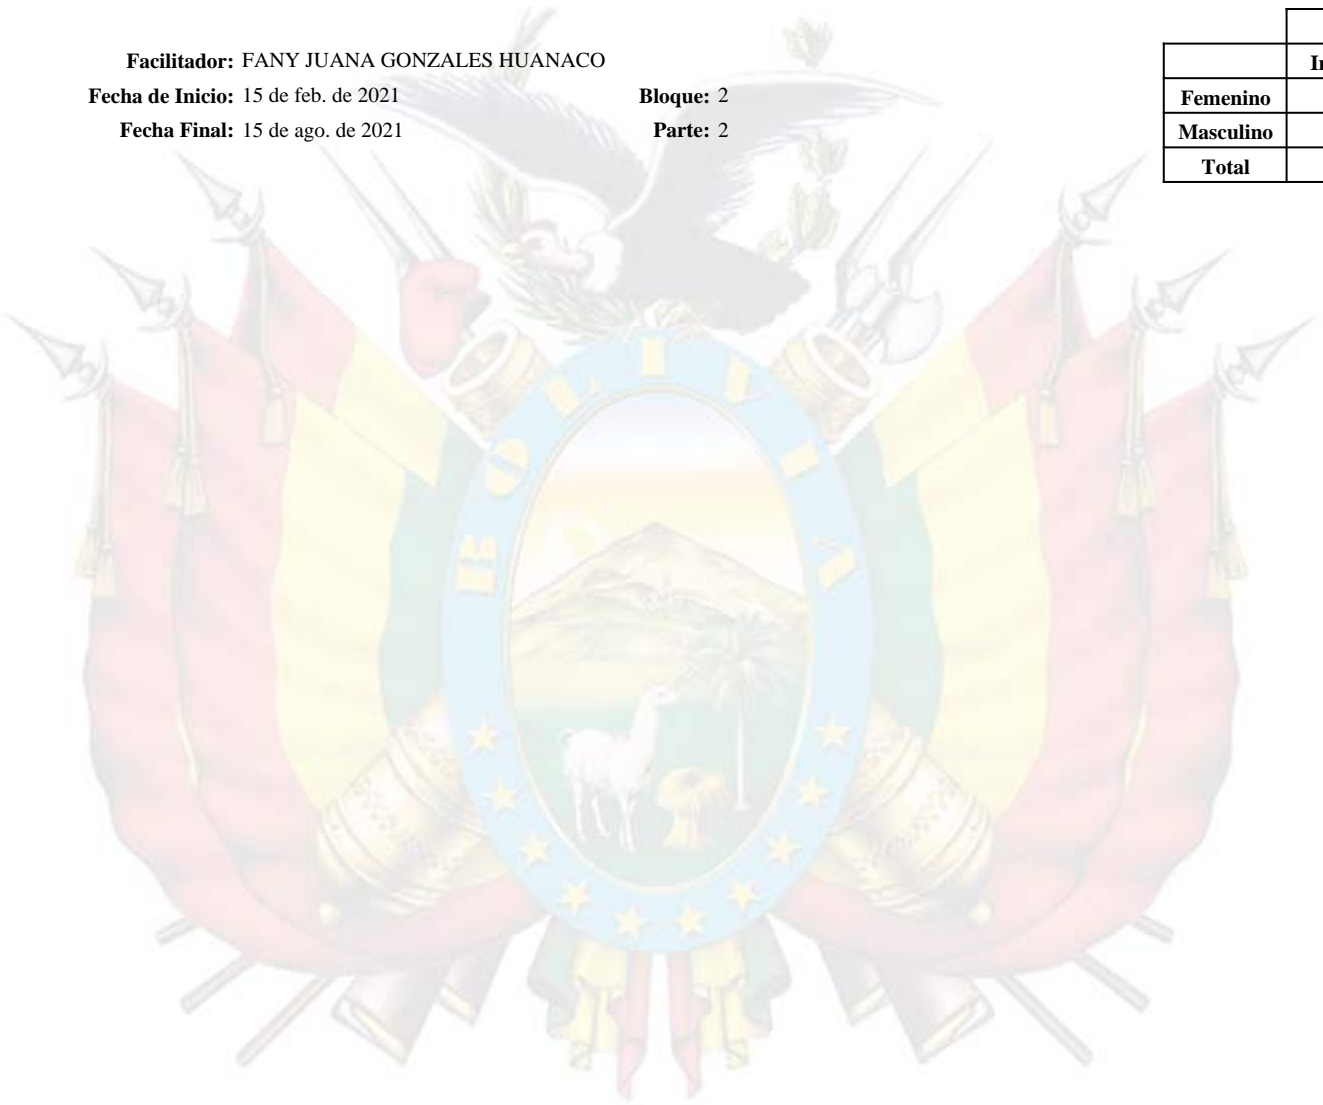 Facilitador: FANY JUANA GONZALES HUANACO
Fecha de Inicio: 15 de feb. de 2021 Bloque: 2
Fecha Final: 15 de ago. de 2021 Parte: 2
Femenino
Masculino
Total
BOLIVIA